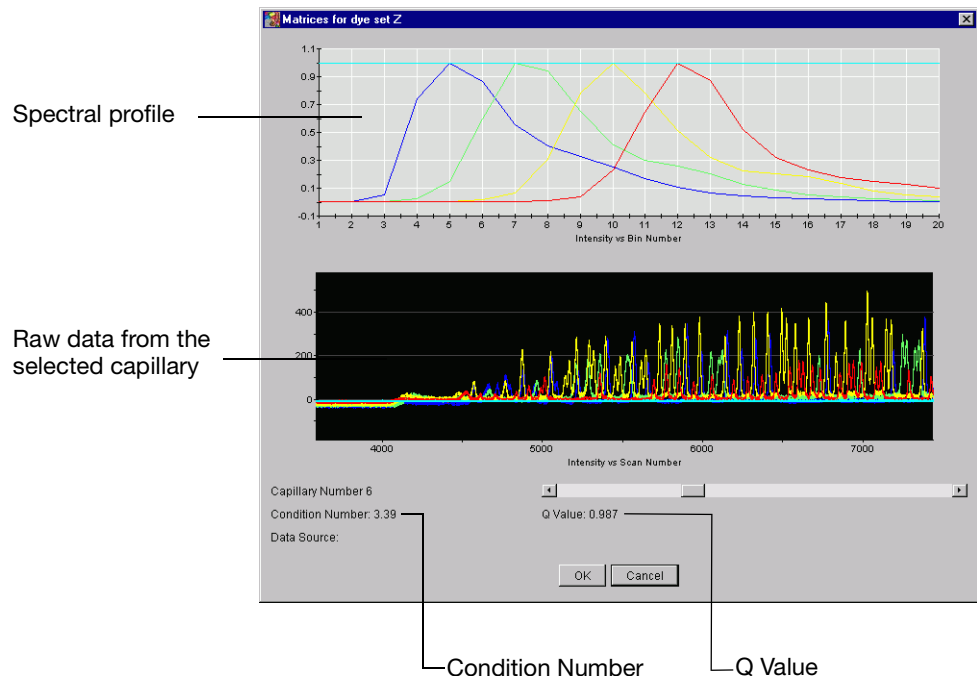 Matrices for dye set Z
1.1
0.9
0.7
0.5
0.3
0.1
-0.1
1 2 3 4 5 6 7 8 9 10 11 12 13 14 15 16 17 18 19 20
Intensity vs Bin Number
Spectral profile
400
200
0
4000 5000 6000 7000
Intensity vs Scan Number
Raw data from the
selected capillary
Capillary Number 6
Condition Number: 3.39 Q Value: 0.987
Data Source:
OK Cancel
Condition Number Q Value